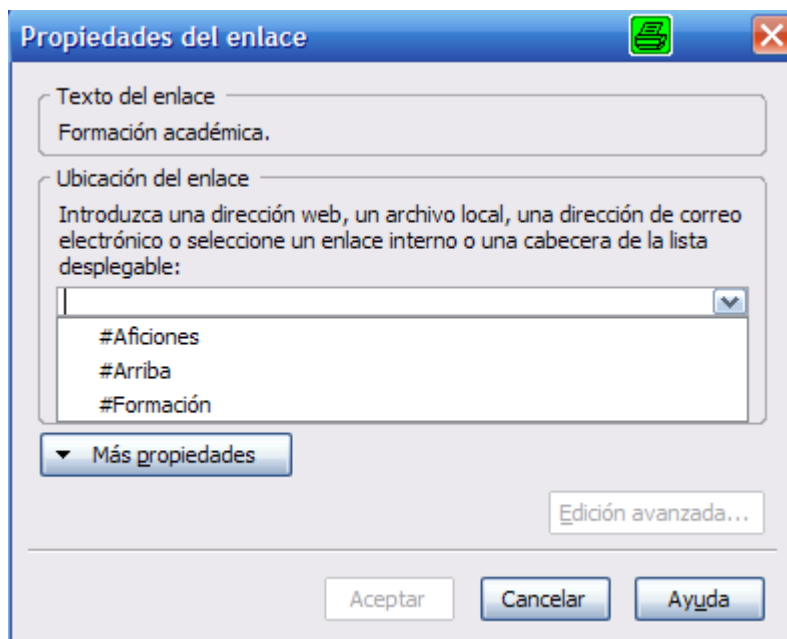 Propiedades del enlace
Texto del enlace
Formación académica.
Ubicación del enlace
Introduzca una dirección web, un archivo local, una dirección de correo
electrónico o seleccione un enlace interno o una cabecera de la lista
desplegable:
#Aficiones
#Arriba
#Formación
Más propiedades
Edición avanzada...
Aceptar
Cancelar
Ayuda